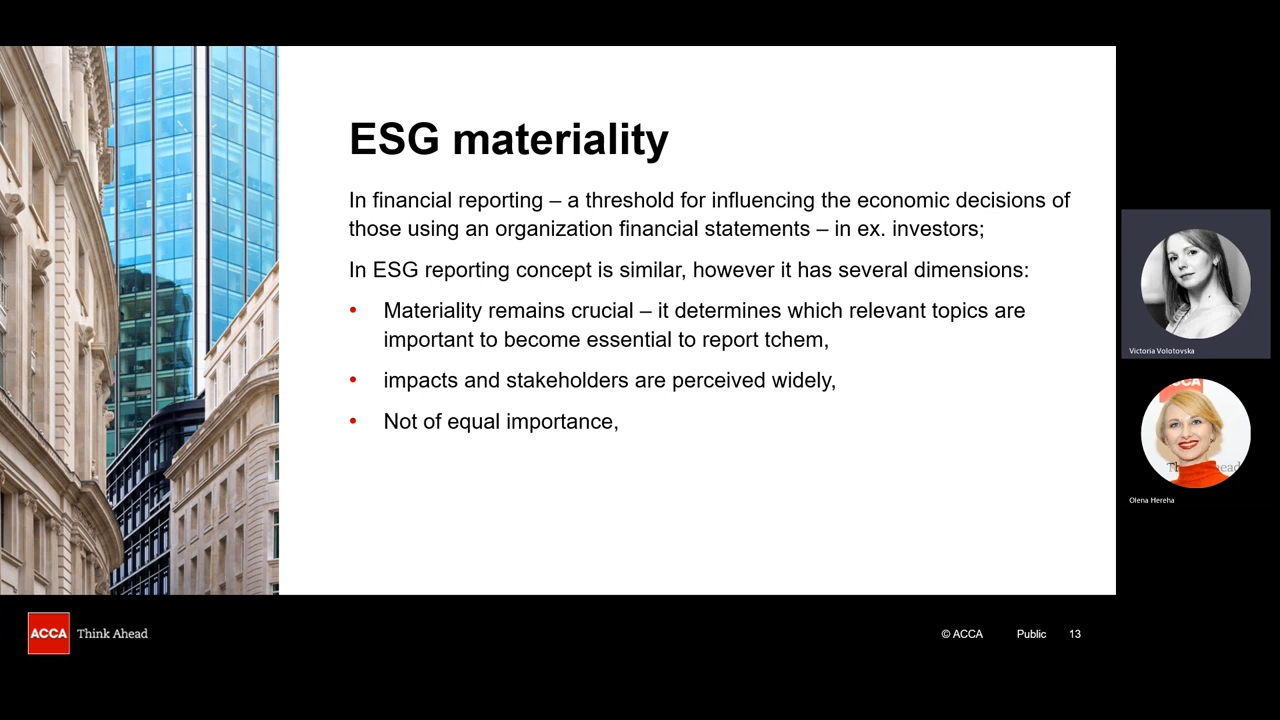 ESG materiality
In financial reporting – a threshold for influencing the economic decisions of
those using an organization financial statements – in ex. investors;
In ESG reporting concept is similar, however it has several dimensions:
• Materiality remains crucial – it determines which relevant topics are
important to become essential to report tchem,
• impacts and stakeholders are perceived widely,
• Not of equal importance,
Victoria Volotovska
Olena Hereha
ACCA Think Ahead
© ACCA Public 13